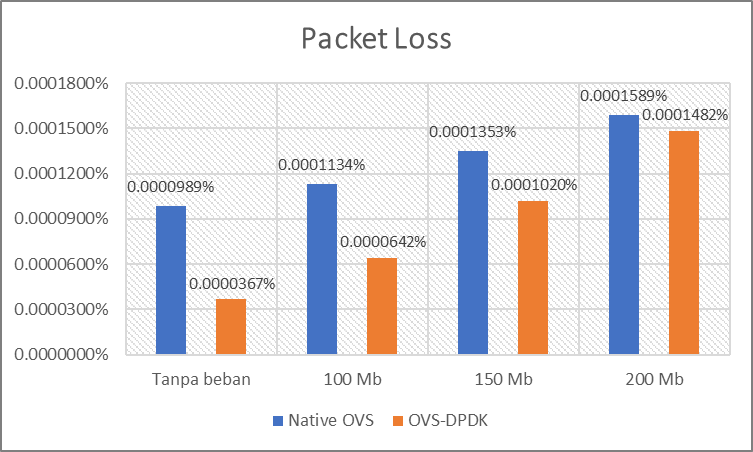 Packet Loss
0.0001800%
0.0001500%
0.0001200%
0.0000900%
0.0000600%
0.0000300%
0.0000000%
0.0000989%
0.0000367%
0.0001134%
0.0000642%
0.0001353%
0.0001020%
0.0001589%
0.0001482%
Tanpa beban
100 Mb
150 Mb
200 Mb
Native OVS
OVS-DPDK